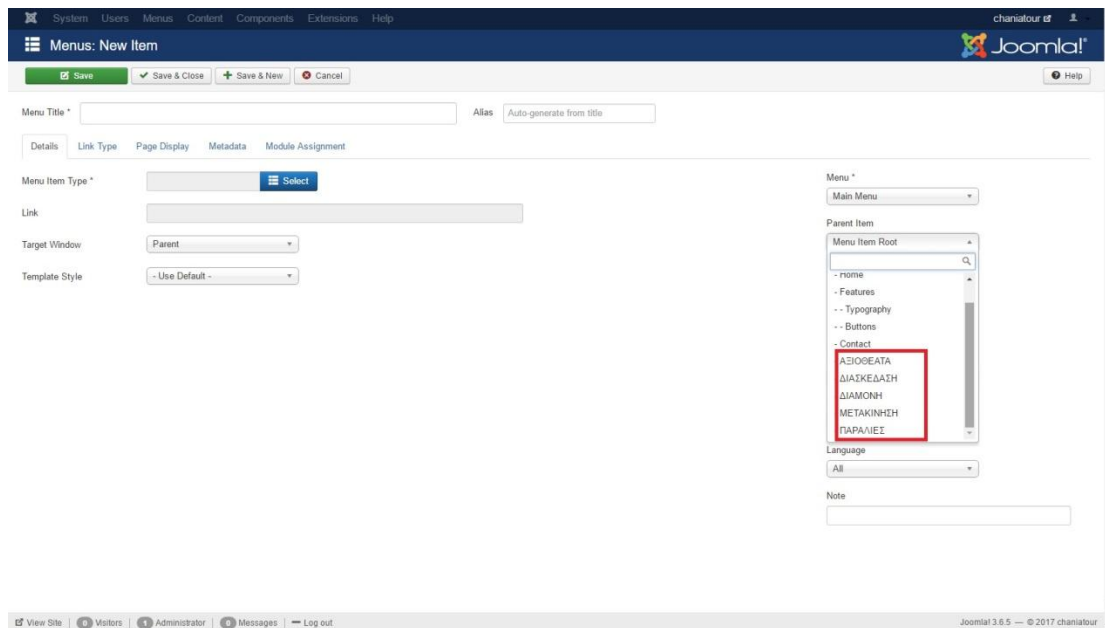 System Users Menus Content Components Extensions Help chaniatour
Menus: New Item Joomla!®
Save Save & Close + Save & New Cancel Help
Menu Title * Alias Auto-generate from title
Details Link Type Page Display Metadata Module Assignment
Menu Item Type * Select
Link
Target Window Parent
Template Style - Use Default -
Menu *
Main Menu
Parent Item
Menu Item Root
- Home
- Features
- - Typography
- - Buttons
- Contact
ΑΞΙΟΘΕΑΤΑ
ΔΙΑΣΚΕΔΑΣΗ
ΔΙΑΜΟΝΗ
ΜΕΤΑΚΙΝΗΣΗ
ΠΑΡΑΛΙΕΣ
Language
All
Note
View Site | 0 Visitors | 1 Administrator | 0 Messages | Log out Joomla! 3.6.5 — © 2017 chaniatour